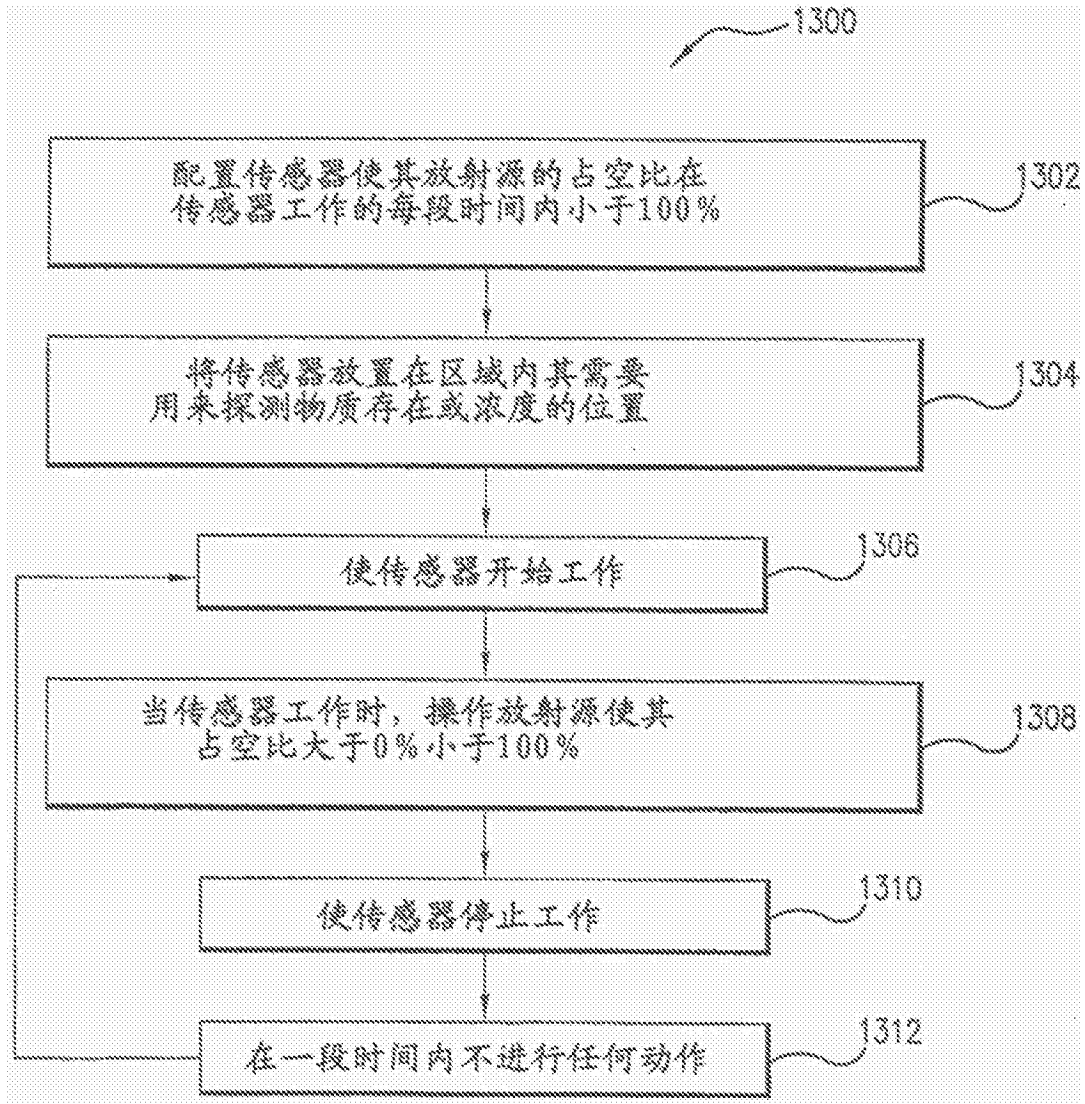 1300
配置传感器使其放射源的占空比在
传感器工作的每段时间内小于100%
1302
将传感器放置在区域内其需要
用来探测物质存在或浓度的位置
1304
使传感器开始工作
1306
当传感器工作时，操作放射源使其
占空比大于0%小于100%
1308
使传感器停止工作
1310
在一段时间内不进行任何动作
1312